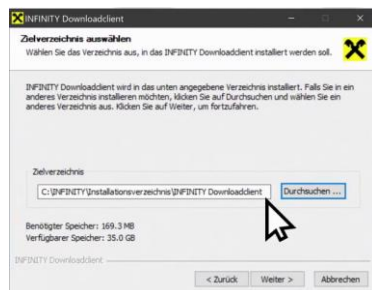 INFINITY Downloadclient
Zielverzeichnis auswählen
Wählen Sie das Verzeichnis aus, in das INFINITY Downloadclient installiert werden soll.
INFINITY Downloadclient wird in das unten angegebene Verzeichnis installiert. Falls Sie in ein
anderes Verzeichnis installieren möchten, klicken Sie auf Durchsuchen und wählen Sie ein
anderes Verzeichnis aus. Klicken Sie auf Weiter, um fortzufahren.
Zielverzeichnis
C:\INFINITY\Installationsverzeichnis\INFINITY Downloadclient
Durchsuchen ...
Benötigter Speicher: 169.3 MB
Verfügbarer Speicher: 35.0 GB
INFINITY Downloadclient
< Zurück Weiter > Abbrechen